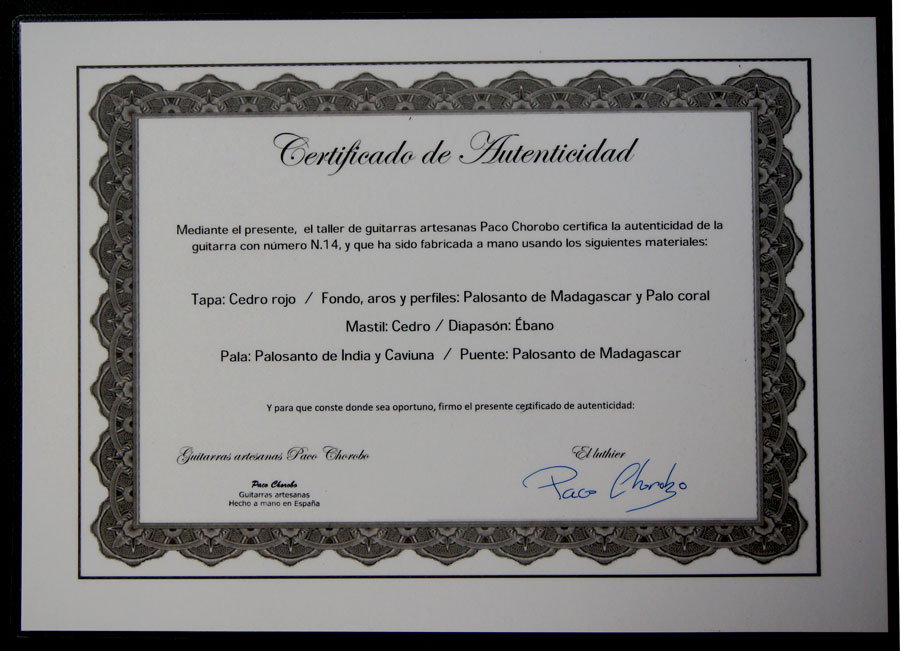 Certificado de Autenticidad
Mediante el presente, el taller de guitarras artesanas Paco Chorobo certifica la autenticidad de la
guitarra con número N.14, y que ha sido fabricada a mano usando los siguientes materiales:
Tapa: Cedro rojo / Fondo, aros y perfiles: Palosanto de Madagascar y Palo coral
Mastil: Cedro / Diapasón: Ébano
Pala: Palosanto de India y Caviuna / Puente: Palosanto de Madagascar
Y para que conste donde sea oportuno, firmo el presente certificado de autenticidad:
Guitarras artesanas Paco Chorobo
El luthier
Paco Chorobo
Guitarras artesanas
Hecho a mano en España
Paco Chorobo